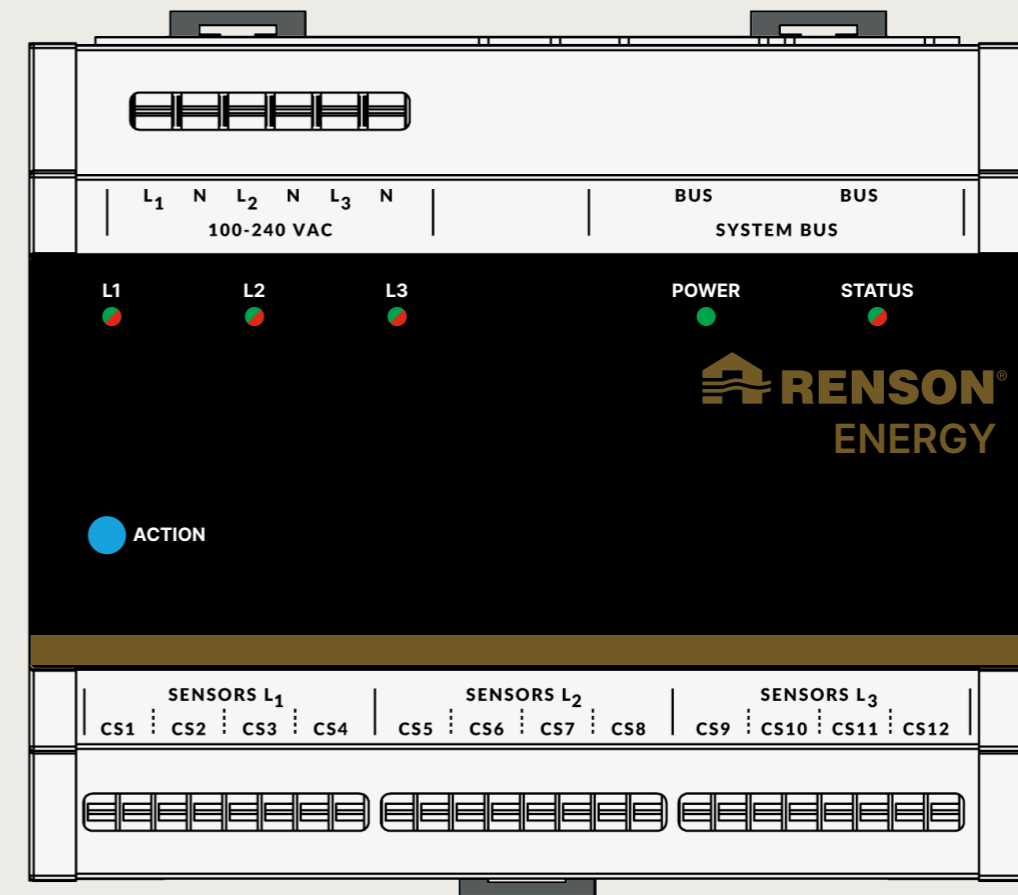 L1 N L2 N L3 N BUS BUS
100-240 VAC SYSTEM BUS
L1 L2 L3 POWER STATUS
RENSON®
ENERGY
ACTION
SENSORS L1 SENSORS L2 SENSORS L3
CS1 CS2 CS3 CS4 CS5 CS6 CS7 CS8 CS9 CS10 CS11 CS12